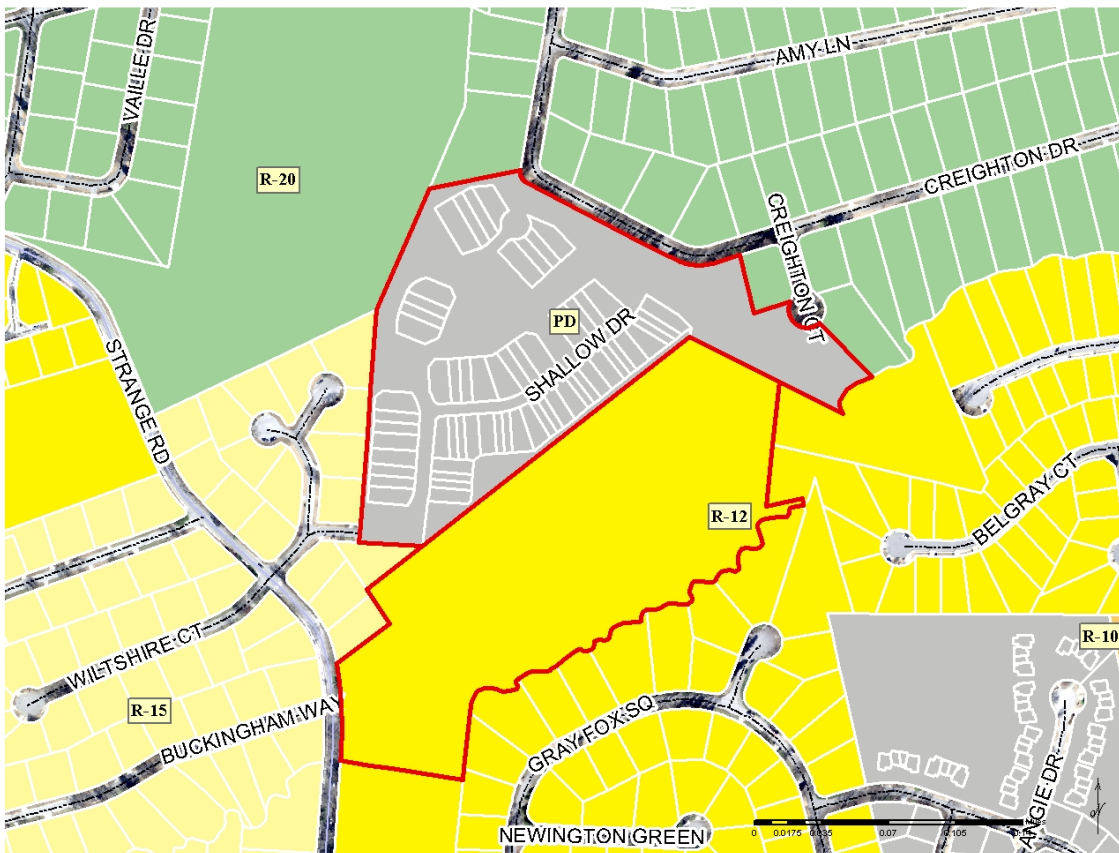 VAILLE DR
AMY LN
R-20
CREIGHTON DR
CREIGHTON CT
PD
SHALLOW DR
STRANGE RD
BELGRAY CT
R-12
R-10
WILTSHIRE CT
R-15
BUCKINGHAM WAY
GRAY FOX SQ
NEWINGTON GREEN
0 0.0175 0.035 0.07 0.105